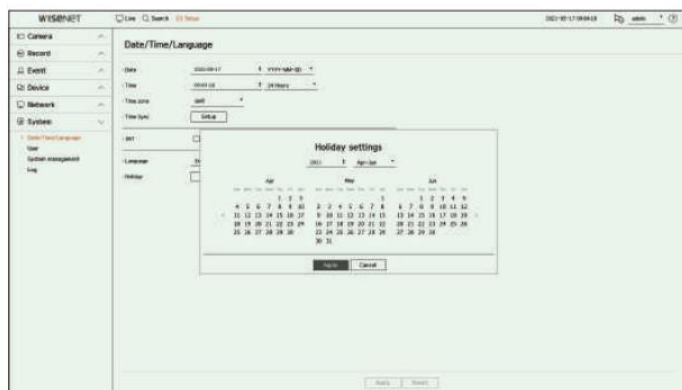 WISENET
Live Search Setup
admin
Camera
Record
Event
Device
Network
System
Date/Time/Language
User
System management
Log
Date/Time/Language
Date YYYY-MM-DD
Time 24 Hours
Time zone GMT
Time Sync Setup
DST
Language
Holiday
Holiday settings
2021 Apr-Jun
Apr May Jun
1 2 3 1 1 2 3 4 5
4 5 6 7 8 9 10 2 3 4 5 6 7 8 6 7 8 9 10 11 12
11 12 13 14 15 16 17 9 10 11 12 13 14 15 13 14 15 16 17 18 19
18 19 20 21 22 23 24 16 17 18 19 20 21 22 20 21 22 23 24 25 26
25 26 27 28 29 30 23 24 25 26 27 28 29 27 28 29 30
30 31
Apply Cancel
Apply Revert